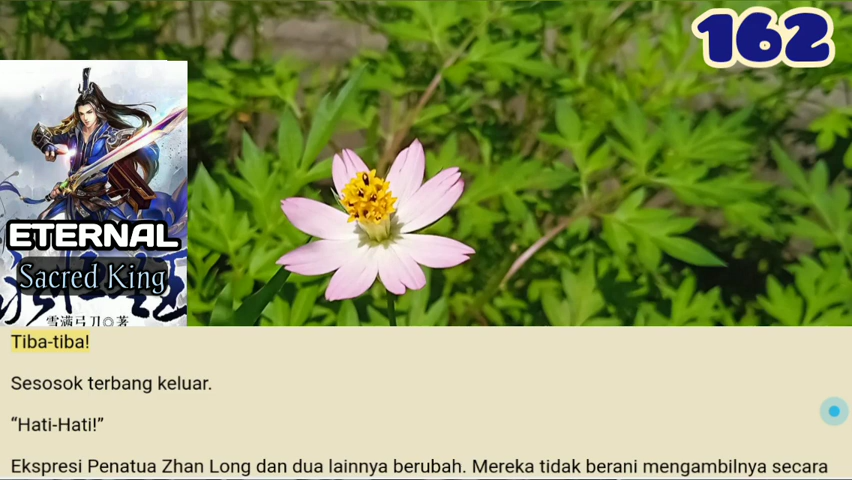 162
ETERNAL
Sacred King
雪满弓刀◎著
Tiba-tiba!
Sesosok terbang keluar.
“Hati-Hati!”
Ekspresi Penatua Zhan Long dan dua lainnya berubah. Mereka tidak berani mengambilnya secara